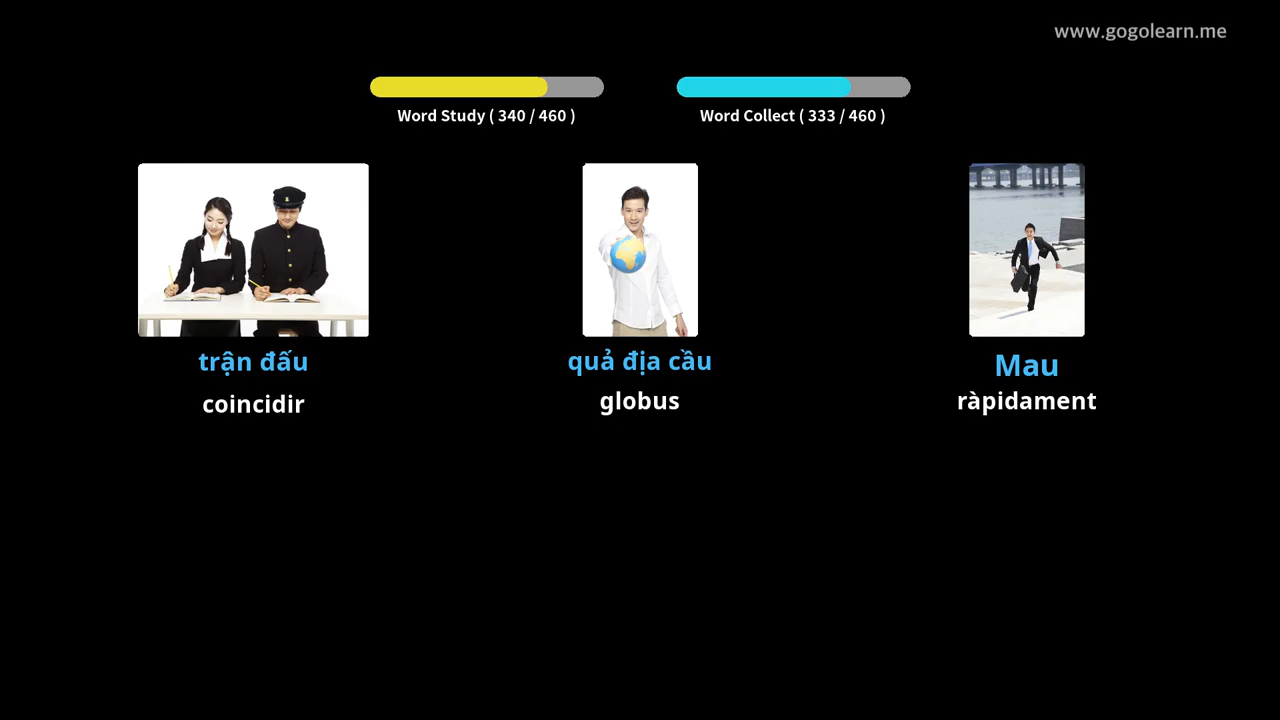 www.gogolearn.me
Word Study ( 340 / 460 )
Word Collect ( 333 / 460 )
trận đấu
coincidir
quả địa cầu
globus
Mau
ràpidament